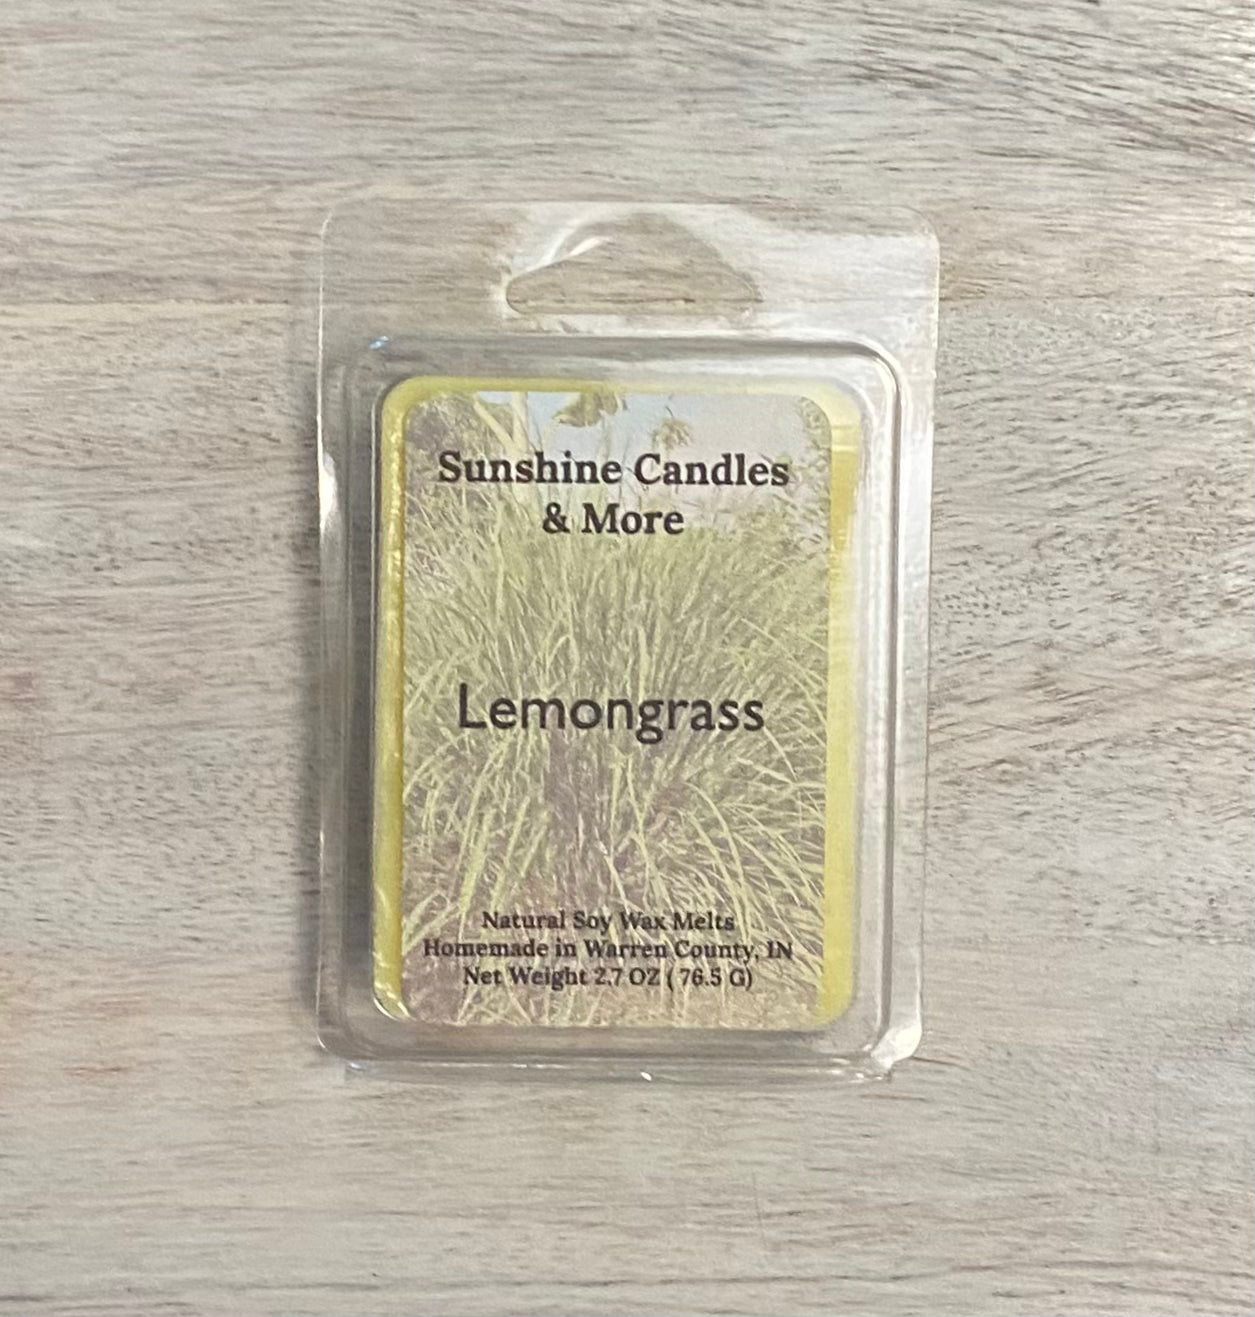 Sunshine Candles
& More
Lemongrass
Natural Soy Wax Melts
Homemade in Warren County, IN
Net Weight 2.7 OZ ( 76.5 G)